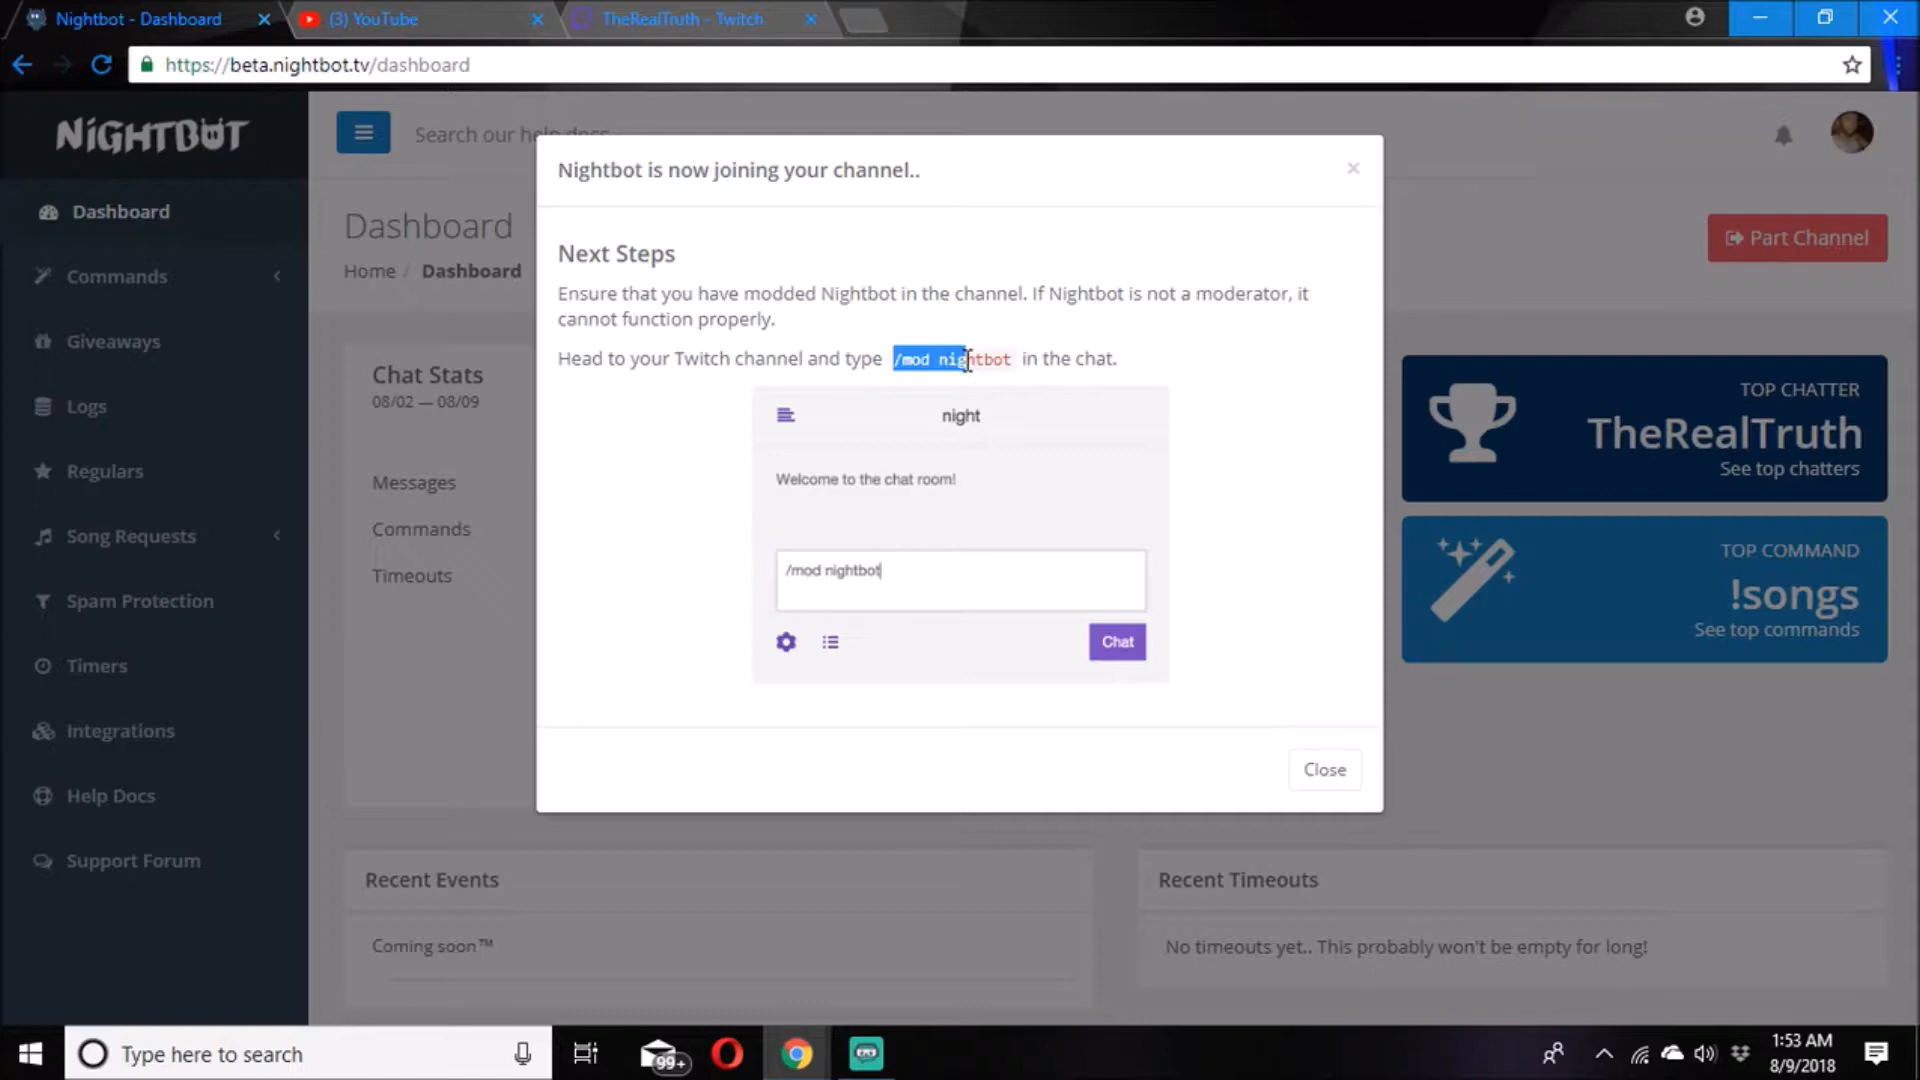 Nightbot - Dashboard
(3) YouTube
TheRealTruth - Twitch
https://beta.nightbot.tv/dashboard
NiGHTBOT
Search our help docs
Dashboard
Commands
Giveaways
Logs
Regulars
Song Requests
Spam Protection
Timers
Integrations
Help Docs
Support Forum
Dashboard
Home / Dashboard
Part Channel
Chat Stats
08/02 — 08/09
Messages
Commands
Timeouts
Nightbot is now joining your channel..
×
Next Steps
Ensure that you have modded Nightbot in the channel. If Nightbot is not a moderator, it
cannot function properly.
Head to your Twitch channel and type /mod nightbot in the chat.
night
Welcome to the chat room!
/mod nightbot
Chat
Close
TOP CHATTER
TheRealTruth
See top chatters
TOP COMMAND
!songs
See top commands
Recent Events
Coming soon™
Recent Timeouts
No timeouts yet.. This probably won't be empty for long!
Type here to search
99+
1:53 AM
8/9/2018